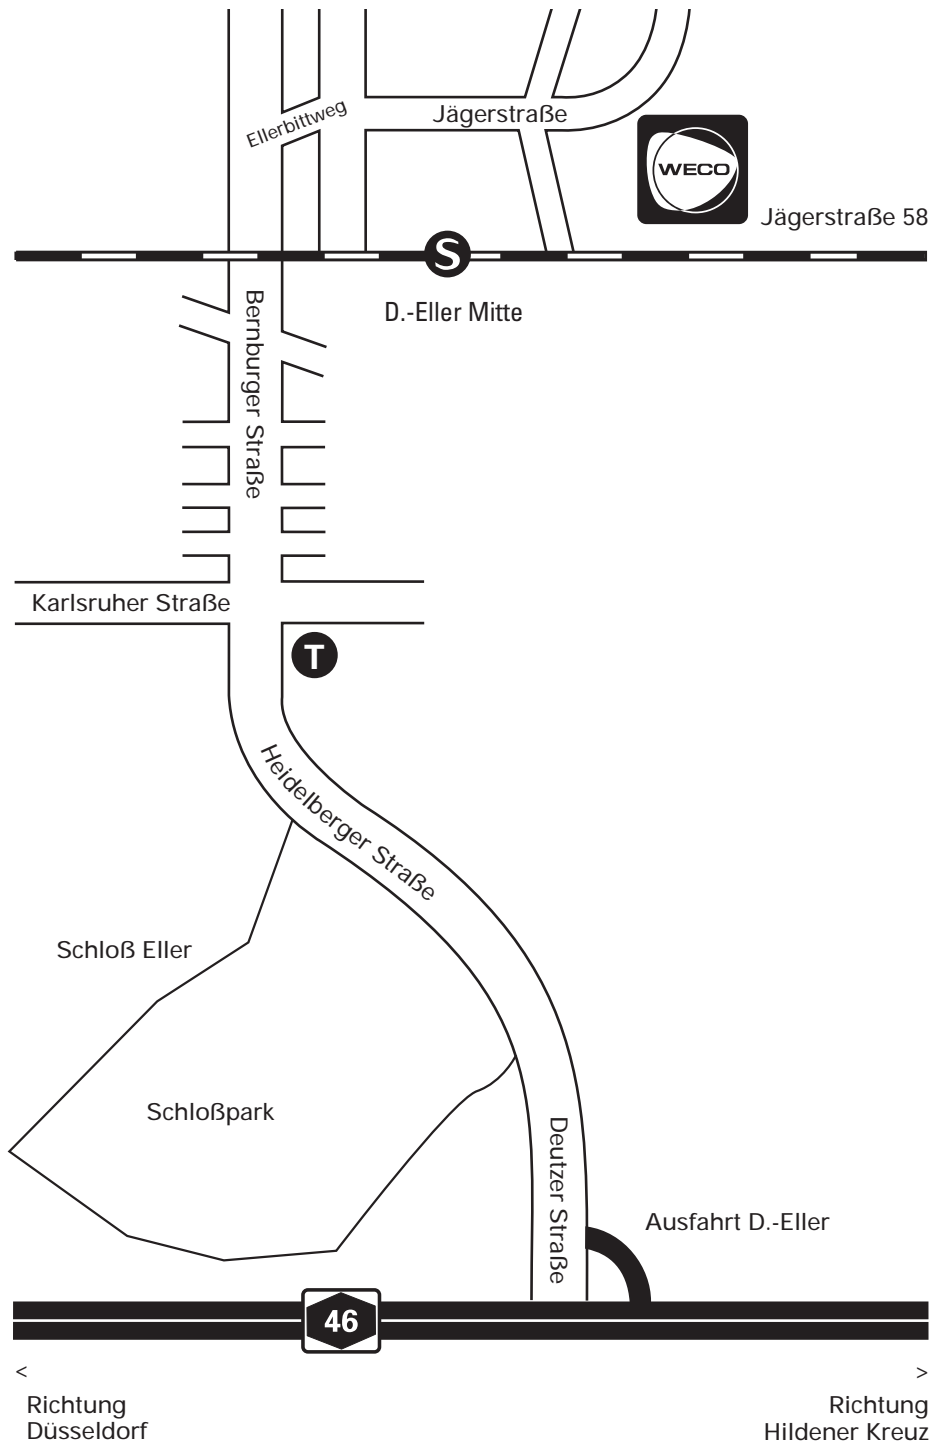 Ellerbittweg
Jägerstraße
WECO
Jägerstraße 58
S
D.-Eller Mitte
Bernburger Straße
Karlsruher Straße
T
Heidelberger Straße
Schloß Eller
Schloßpark
Deutzer Straße
Ausfahrt D.-Eller
46
<
>
Richtung
Düsseldorf
Richtung
Hildener Kreuz